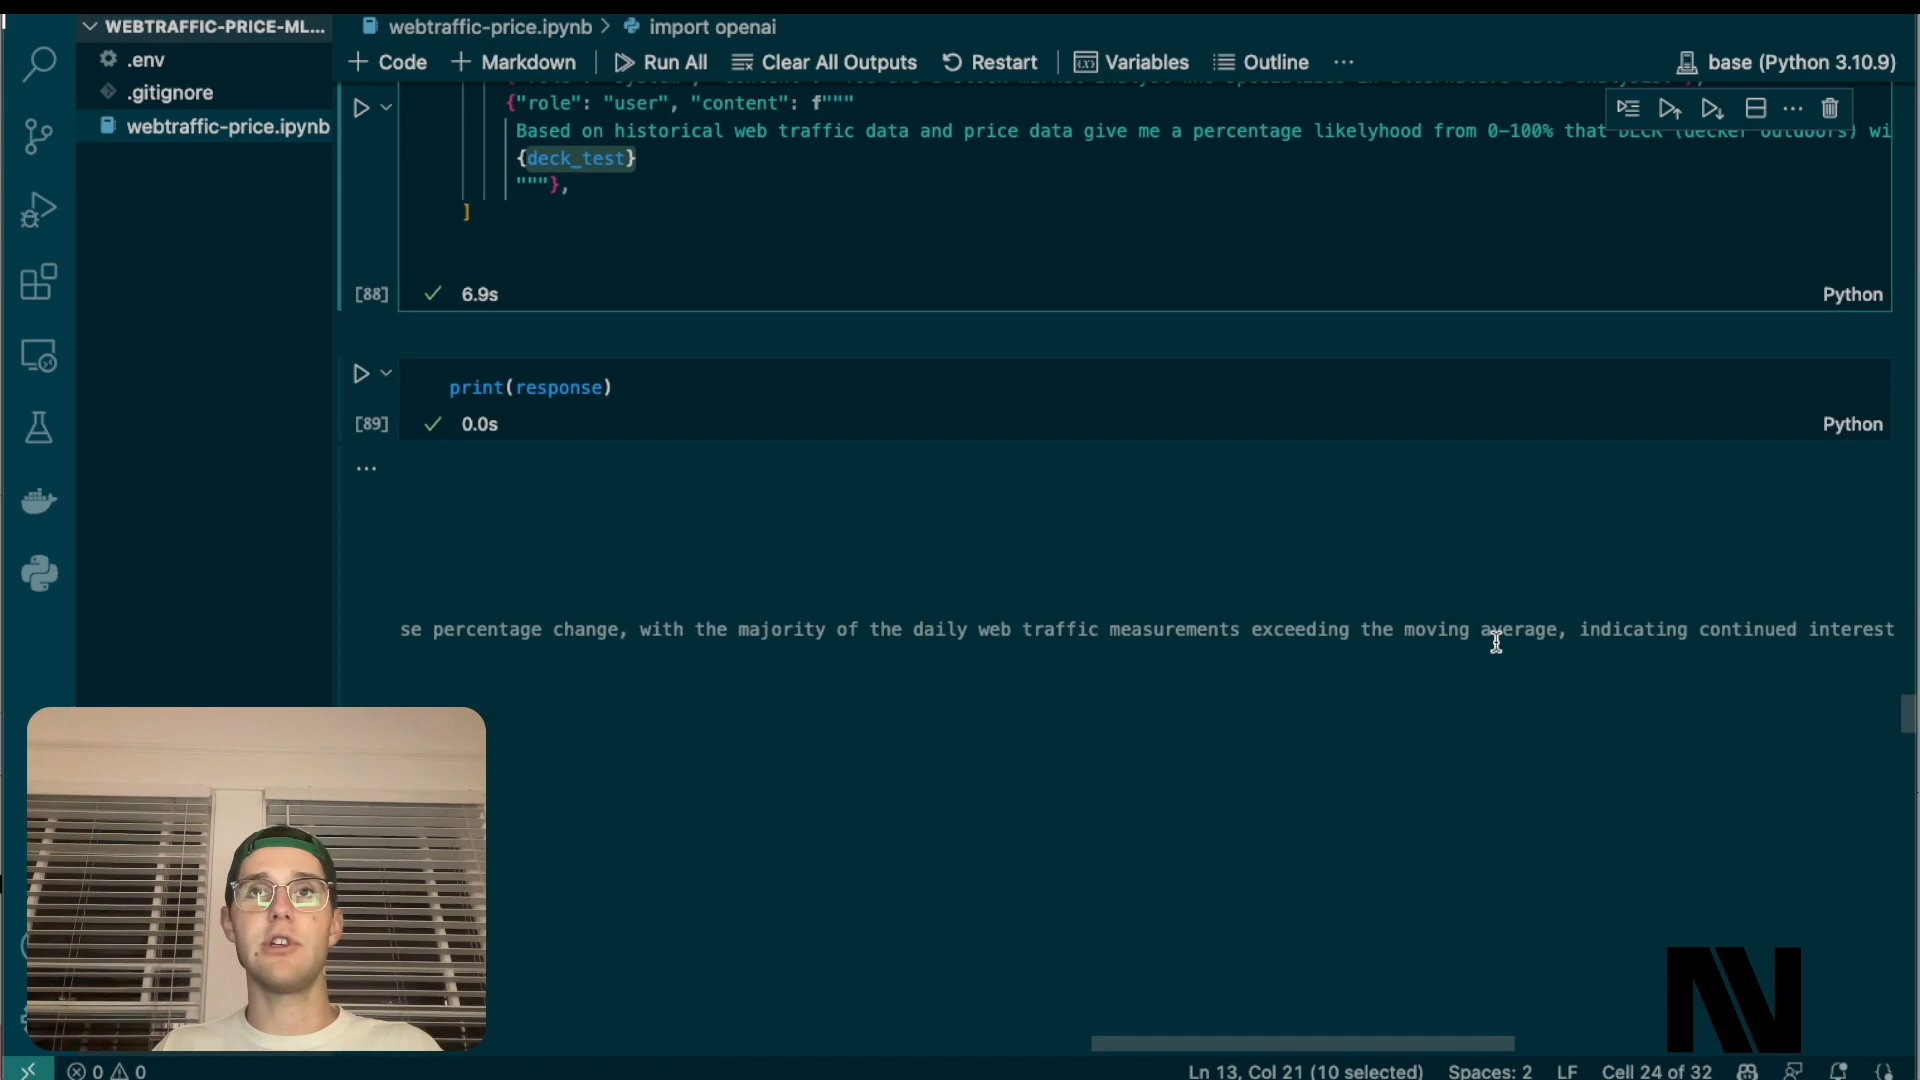 WEBTRAFFIC-PRICE-ML...
.env
.gitignore
webtraffic-price.ipynb
webtraffic-price.ipynb > import openai
+ Code + Markdown | Run All Clear All Outputs Restart | Variables Outline ...
base (Python 3.10.9)
{"role": "user", "content": f"""
Based on historical web traffic data and price data give me a percentage likelyhood from 0-100% that DECK (decker outdoors) wi
{deck_test}
"""},
]
[88] 6.9s Python
print(response)
[89] 0.0s Python
...
se percentage change, with the majority of the daily web traffic measurements exceeding the moving average, indicating continued interest
N
0 0 Ln 13, Col 21 (10 selected) Spaces: 2 LF Cell 24 of 32